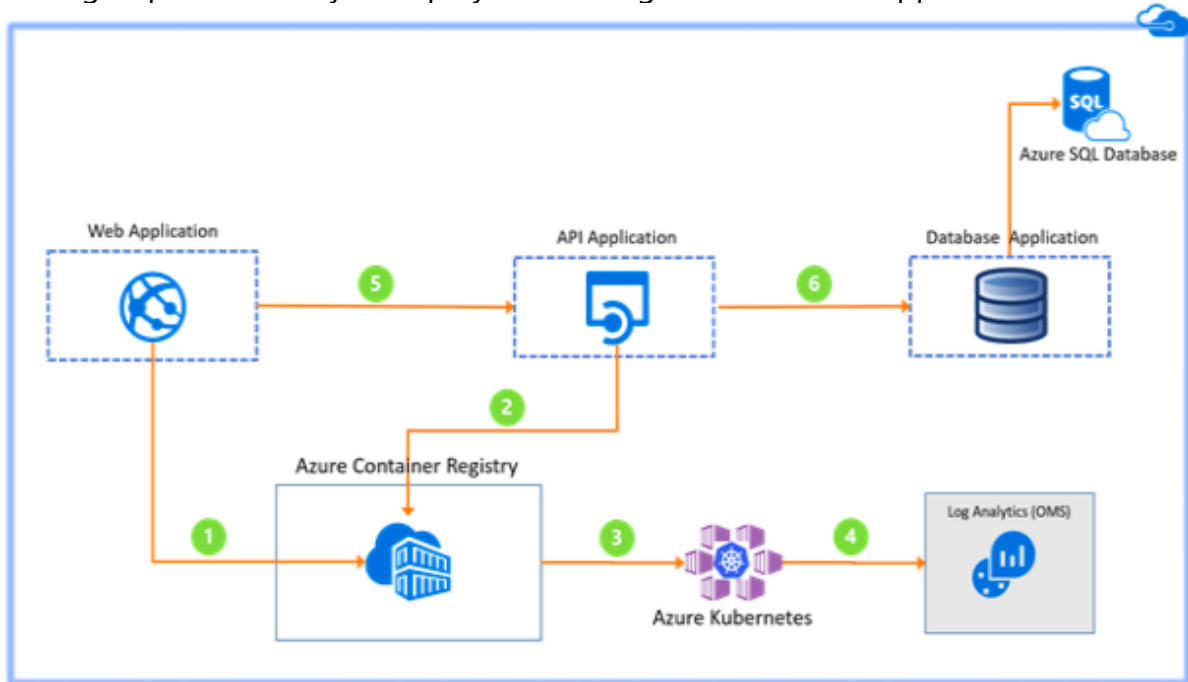 SQL
Azure SQL Database
Web Application
API Application
Database Application
5
6
2
Azure Container Registry
Log Analytics (OMS)
1
3
4
Azure Kubernetes